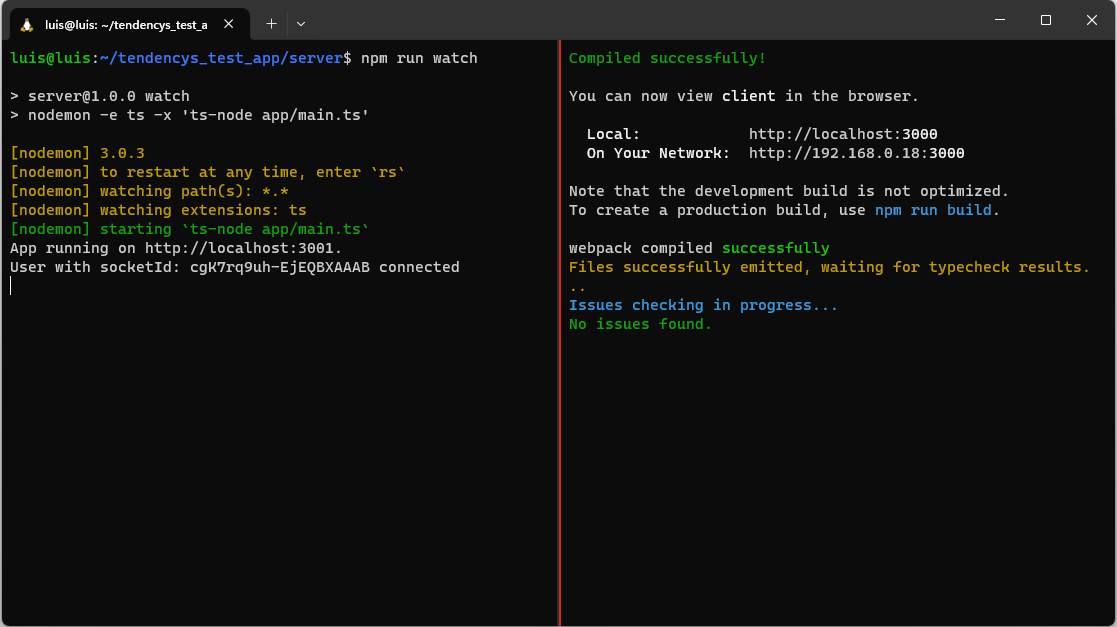 luis@luis: ~/tendencys_test_a
luis@luis:~/tendencys_test_app/server$ npm run watch
> server@1.0.0 watch
> nodemon -e ts -x 'ts-node app/main.ts'
[nodemon] 3.0.3
[nodemon] to restart at any time, enter `rs`
[nodemon] watching path(s): *.*
[nodemon] watching extensions: ts
[nodemon] starting `ts-node app/main.ts`
App running on http://localhost:3001.
User with socketId: cgK7rq9uh-EjEQBXAAAB connected
Compiled successfully!
You can now view client in the browser.
Local: http://localhost:3000
On Your Network: http://192.168.0.18:3000
Note that the development build is not optimized.
To create a production build, use npm run build.
webpack compiled successfully
Files successfully emitted, waiting for typecheck results.
..
Issues checking in progress...
No issues found.